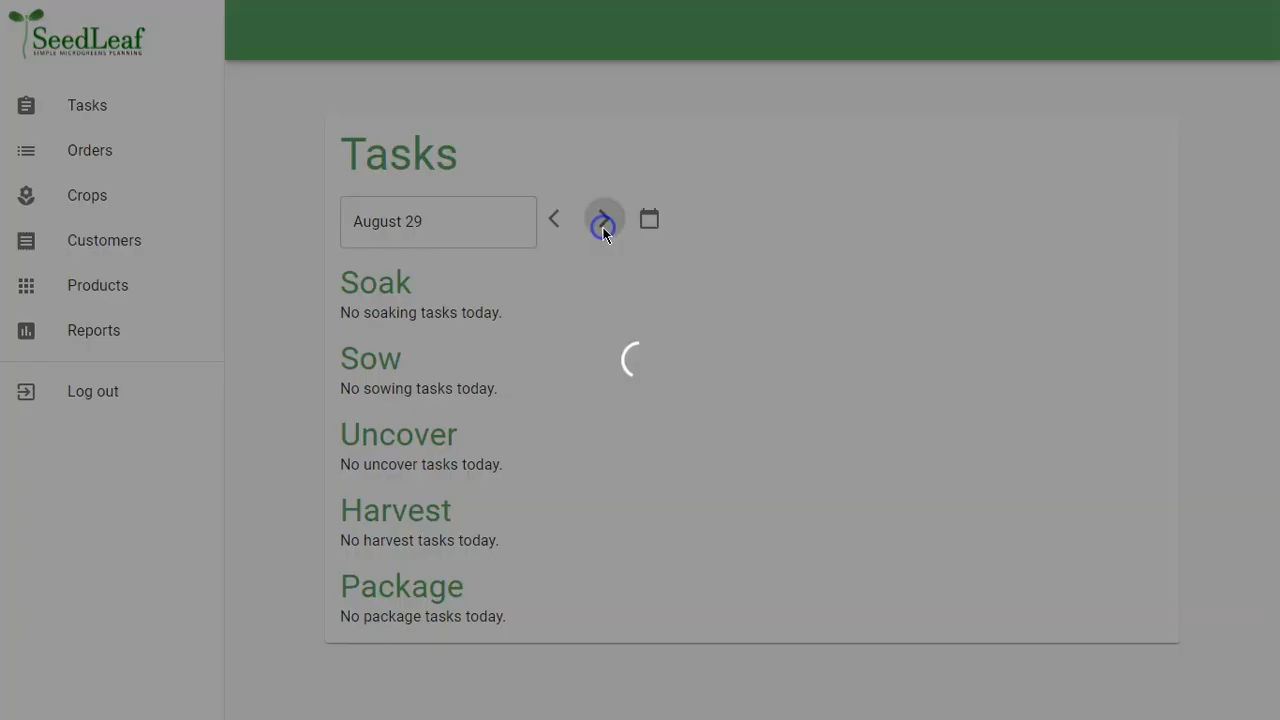 SeedLeaf
SIMPLE MICROGREENS PLANNING
Tasks
Orders
Crops
Customers
Products
Reports
Log out
Tasks
August 29
Soak
No soaking tasks today.
Sow
No sowing tasks today.
Uncover
No uncover tasks today.
Harvest
No harvest tasks today.
Package
No package tasks today.